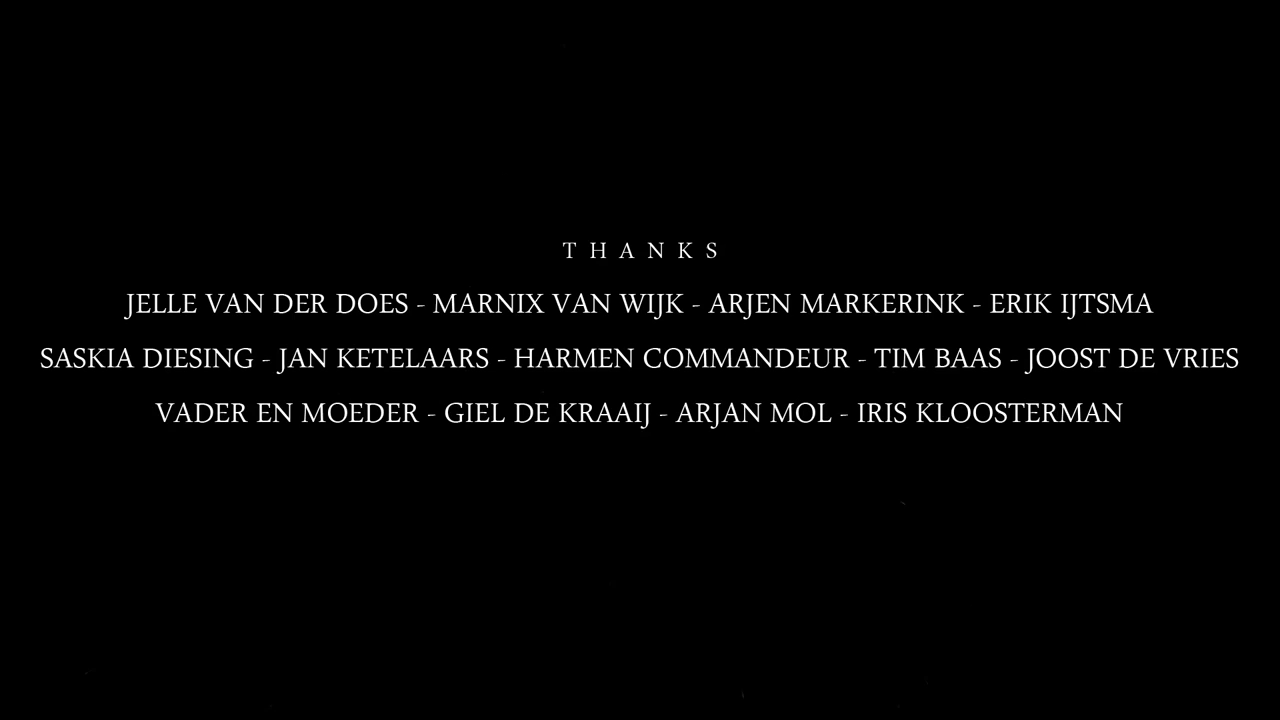 THANKS
JELLE VAN DER DOES - MARNIX VAN WIJK - ARJEN MARKERINK - ERIK IJTSMA
SASKIA DIESING - JAN KETELAARS - HARMEN COMMANDEUR - TIM BAAS - JOOST DE VRIES
VADER EN MOEDER - GIEL DE KRAAIJ - ARJAN MOL - IRIS KLOOSTERMAN